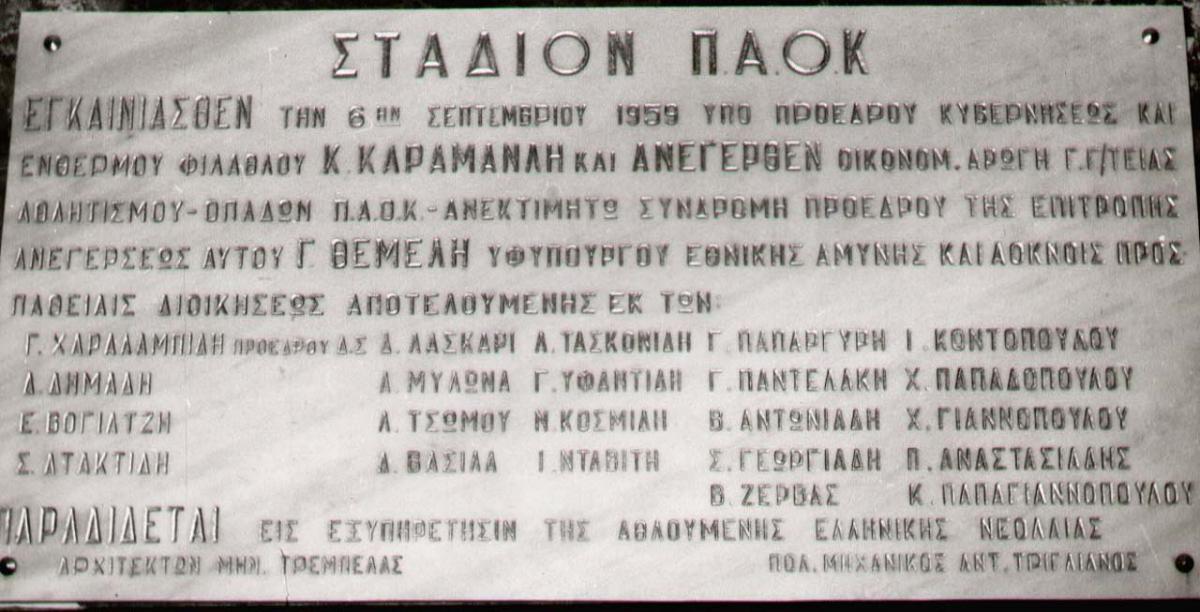 ΣΤΑΔΙΟΝ Π.Α.Ο.Κ
ΕΓΚΑΙΝΙΑΣΘΕΝ ΤΗΝ 6ΗΝ ΣΕΠΤΕΜΒΡΙΟΥ 1959 ΥΠΟ ΠΡΟΕΔΡΟΥ ΚΥΒΕΡΝΗΣΕΩΣ ΚΑΙ
ΕΝΘΕΡΜΟΥ ΦΙΛΑΘΛΟΥ Κ. ΚΑΡΑΜΑΝΛΗ ΚΑΙ ΑΝΕΓΕΡΘΕΝ ΟΙΚΟΝΟΜ. ΑΡΩΓΗ Γ.Γ/ΤΕΙΑΣ
ΑΘΛΗΤΙΣΜΟΥ-ΟΠΑΔΩΝ Π.Α.Ο.Κ.-ΑΝΕΚΤΙΜΗΤΩ ΣΥΝΔΡΟΜΗ ΠΡΟΕΔΡΟΥ ΤΗΣ ΕΠΙΤΡΟΠΗΣ
ΑΝΕΓΕΡΣΕΩΣ ΑΥΤΟΥ Γ. ΘΕΜΕΛΗ ΥΦΥΠΟΥΡΓΟΥ ΕΘΝΙΚΗΣ ΑΜΥΝΗΣ ΚΑΙ ΑΟΚΝΟΙΣ ΠΡΟΣ-
ΠΑΘΕΙΑΙΣ ΔΙΟΙΚΗΣΕΩΣ ΑΠΟΤΕΛΟΥΜΕΝΗΣ ΕΚ ΤΩΝ:
Γ. ΧΑΡΑΛΑΜΠΙΔΗ ΠΡΟΕΔΡΟΥ Δ.Σ Δ. ΛΑΣΚΑΡΙ Λ. ΤΑΣΚΟΝΙΔΗ Γ. ΠΑΠΑΡΓΥΡΗ Ι. ΚΟΝΤΟΠΟΥΛΟΥ
Δ. ΔΗΜΑΔΗ Α. ΜΥΛΩΝΑ Γ. ΥΦΑΝΤΙΔΗ Γ. ΠΑΝΤΕΛΑΚΗ Χ. ΠΑΠΑΔΟΠΟΥΛΟΥ
Ε. ΒΟΓΙΑΤΖΗ Α. ΤΣΩΜΟΥ Ν. ΚΟΣΜΙΔΗ Β. ΑΝΤΩΝΙΑΔΗ Χ. ΓΙΑΝΝΟΠΟΥΛΟΥ
Σ. ΑΤΑΚΤΙΔΗ Δ. ΒΑΣΙΛΑ Ι. ΝΤΑΒΙΤΗ Σ. ΓΕΩΡΓΙΑΔΗ Π. ΑΝΑΣΤΑΣΙΑΔΗΣ
Β. ΖΕΡΒΑΣ Κ. ΠΑΠΑΓΙΑΝΝΟΠΟΥΛΟΥ
ΠΑΡΑΔΙΔΕΤΑΙ ΕΙΣ ΕΞΥΠΗΡΕΤΗΣΙΝ ΤΗΣ ΑΘΛΟΥΜΕΝΗΣ ΕΛΛΗΝΙΚΗΣ ΝΕΟΛΑΙΑΣ
ΑΡΧΙΤΕΚΤΩΝ ΜΗΝ. ΤΡΕΜΠΕΛΑΣ ΠΟΛ. ΜΗΧΑΝΙΚΟΣ ΑΝΤ. ΤΡΙΓΛΙΑΝΟΣ